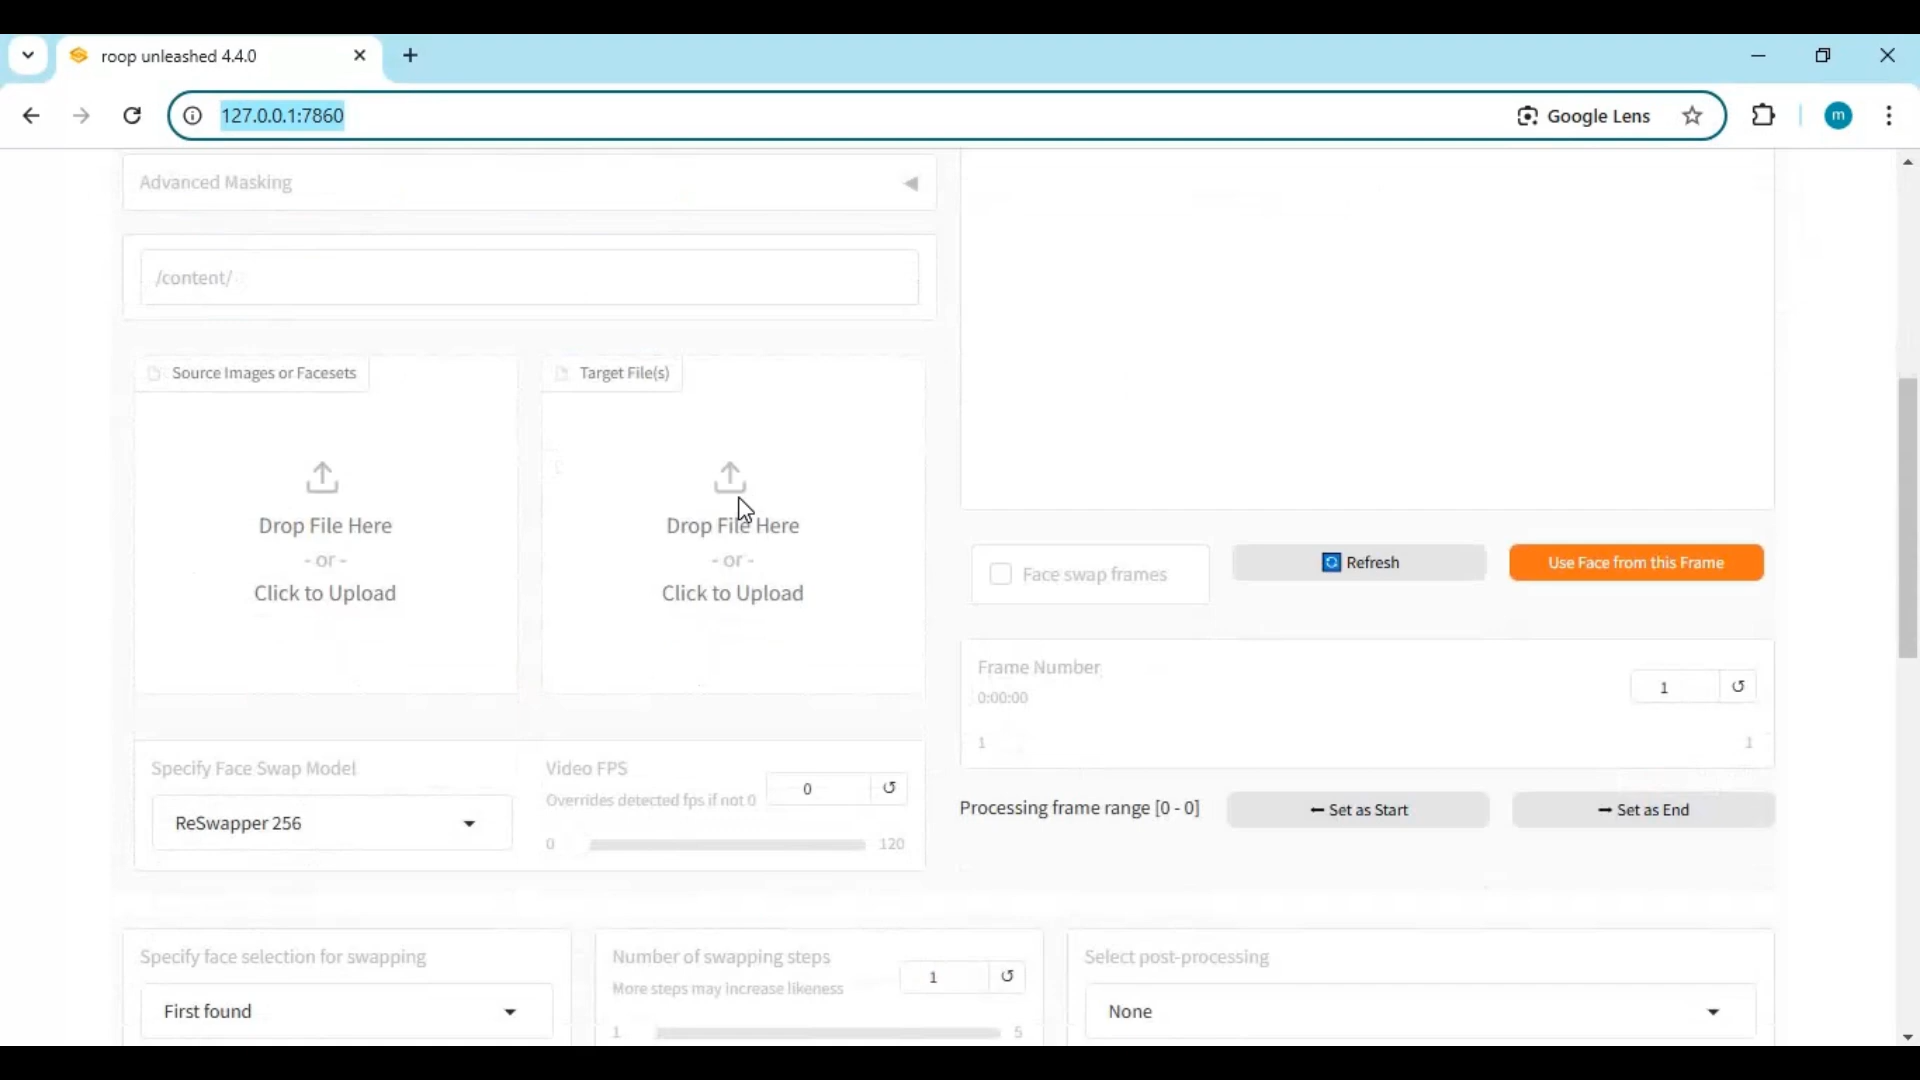 roop unleashed 4.4.0
127.0.0.1:7860
Google Lens
m
Advanced Masking
/content/
Source Images or Facesets
Target File(s)
Drop File Here
- or -
Click to Upload
Drop File Here
- or -
Click to Upload
Face swap frames
Refresh
Use Face from this Frame
Frame Number
0:00:00
1
1
1
Specify Face Swap Model
ReSwapper 256
Video FPS
Overrides detected fps if not 0
0
0
120
Processing frame range [0 - 0]
⬅ Set as Start
➡ Set as End
Specify face selection for swapping
First found
Number of swapping steps
More steps may increase likeness
1
1
5
Select post-processing
None